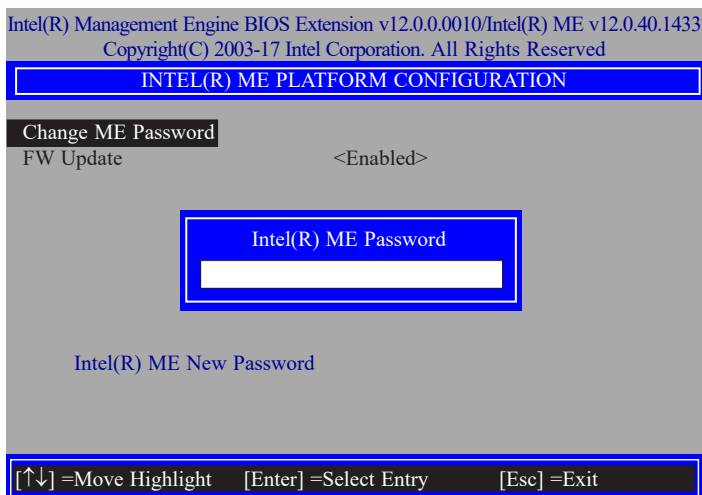 Intel(R) Management Engine BIOS Extension v12.0.0.0010/Intel(R) ME v12.0.40.1433
Copyright(C) 2003-17 Intel Corporation. All Rights Reserved
INTEL(R) ME PLATFORM CONFIGURATION
Change ME Password
FW Update <Enabled>
Intel(R) ME Password
Intel(R) ME New Password
[↑↓] =Move Highlight [Enter] =Select Entry [Esc] =Exit